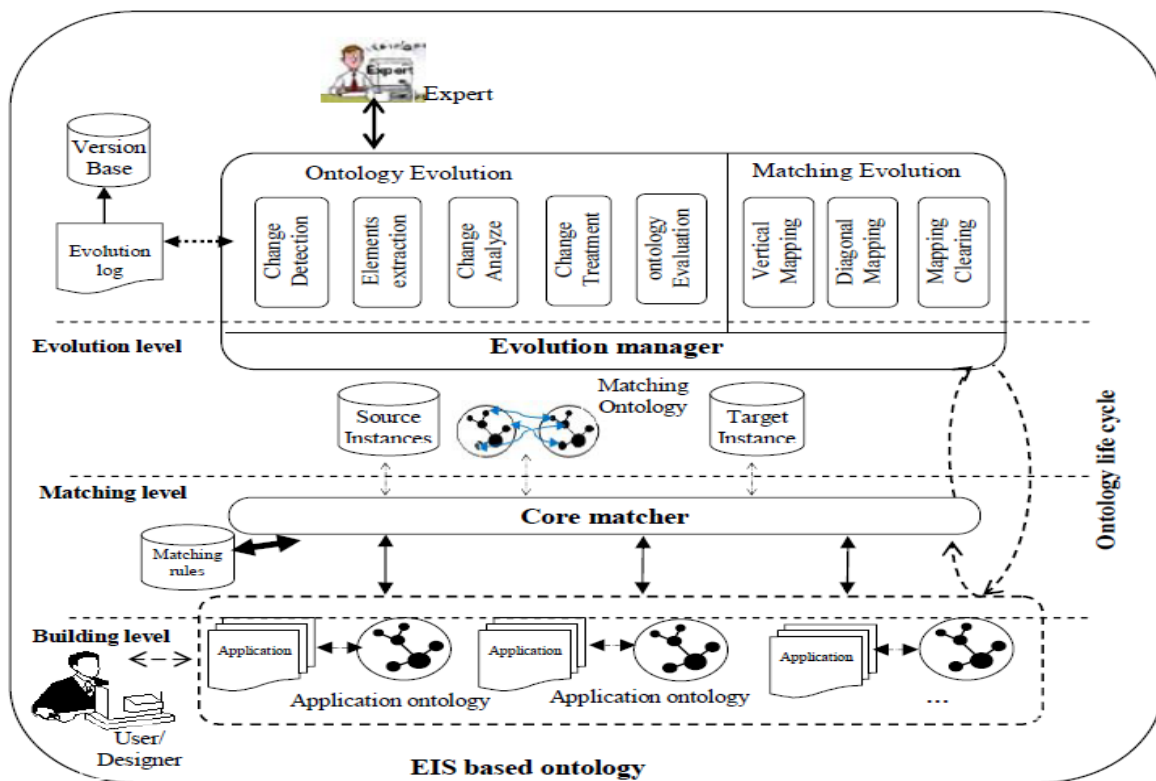 Expert
Expert
Version
Base
Evolution
log
Ontology Evolution
Matching Evolution
Change
Detection
Elements
extraction
Change
Analyze
Change
Treatment
ontology
Evaluation
Vertical
Mapping
Diagonal
Mapping
Mapping
Clearing
Evolution level
Evolution manager
Source
Instances
Matching
Ontology
Target
Instance
Matching level
Core matcher
Matching
rules
Ontology life cycle
Building level
Application
Application
Application
Application ontology
Application ontology
...
User/
Designer
EIS based ontology